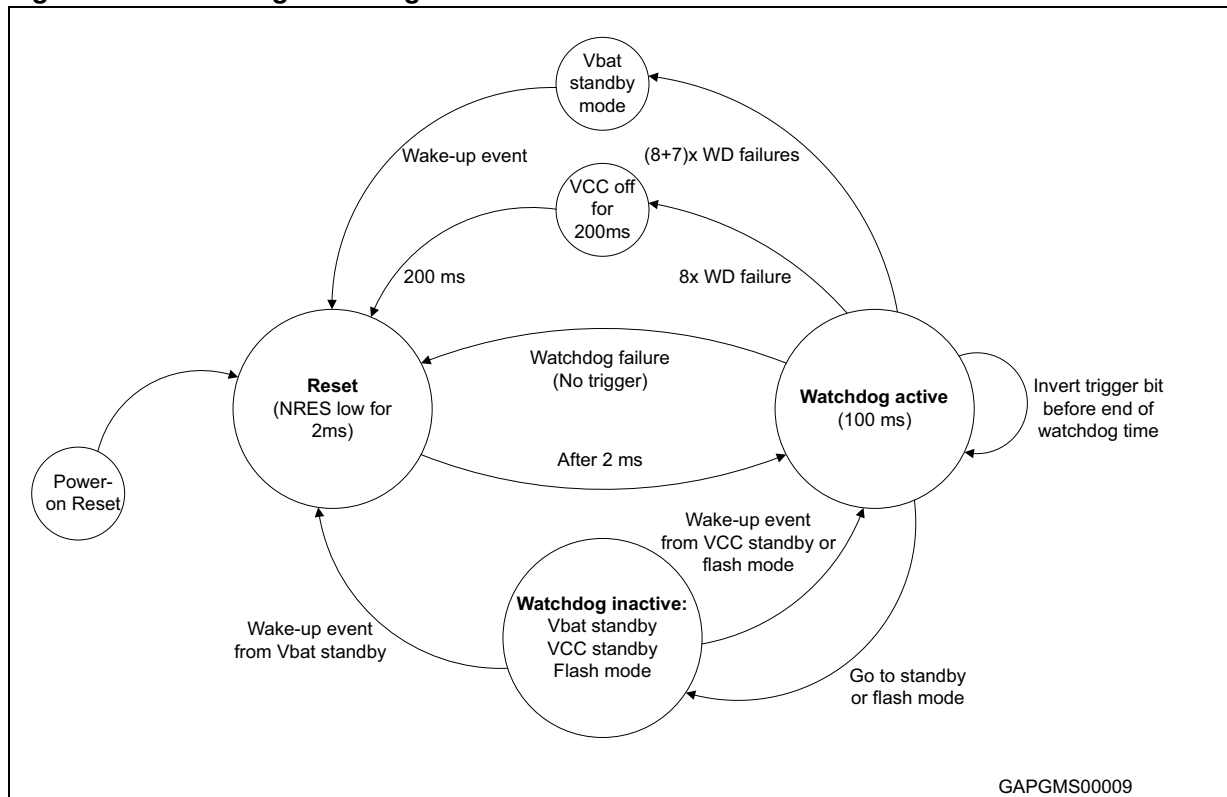 Vbat
standby
mode
Wake-up event
(8+7)x WD failures
VCC off
for
200ms
200 ms
8x WD failure
Watchdog failure
(No trigger)
Reset
(NRES low for
2ms)
Watchdog active
(100 ms)
Invert trigger bit
before end of
watchdog time
After 2 ms
Power-
on Reset
Wake-up event
from VCC standby or
flash mode
Watchdog inactive:
Vbat standby
VCC standby
Flash mode
Wake-up event
from Vbat standby
Go to standby
or flash mode
GAPGMS00009